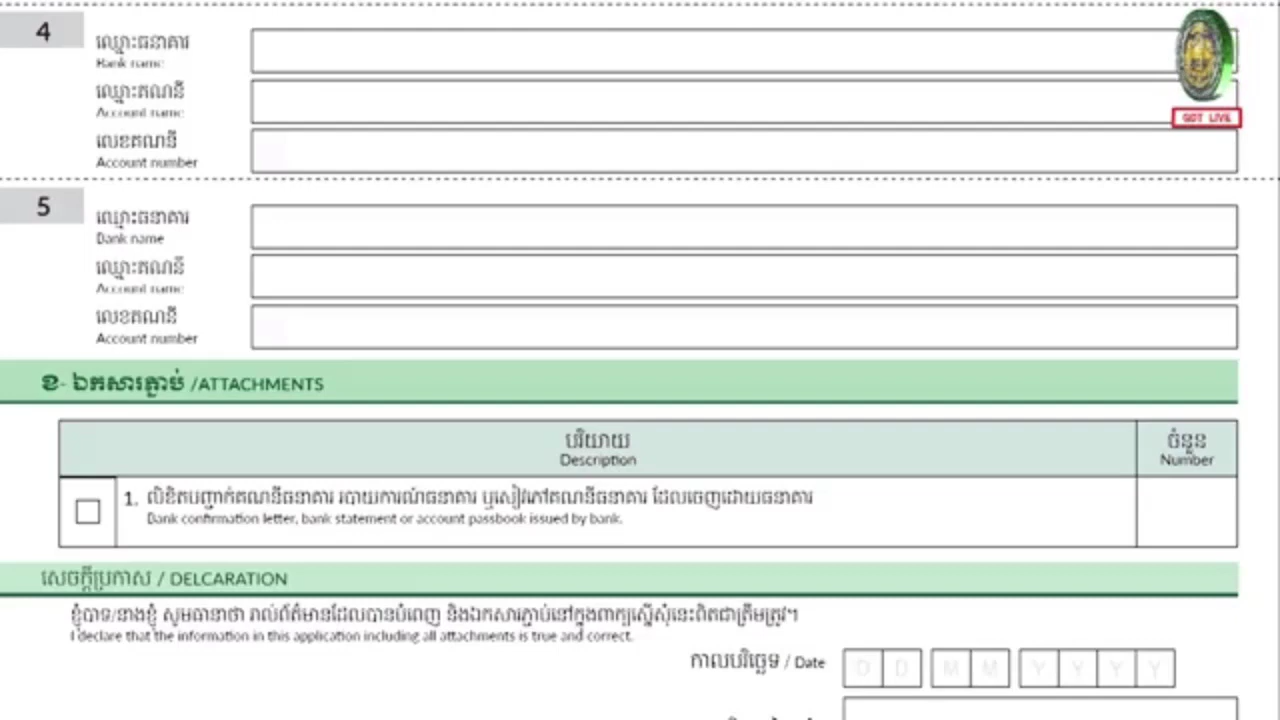 4
ឈ្មោះធនាគារ
Bank name
ឈ្មោះគណនី
Account name
លេខគណនី
Account number
GDT LIVE
5
ឈ្មោះធនាគារ
Bank name
ឈ្មោះគណនី
Account name
លេខគណនី
Account number
ខ- ឯកសារភ្ជាប់ /ATTACHMENTS
បរិយាយ
Description
ចំនួន
Number
1. លិខិតបញ្ជាក់គណនីធនាគារ របាយការណ៍ធនាគារ ឬសៀវភៅគណនីធនាគារ ដែលចេញដោយធនាគារ
Bank confirmation letter, bank statement or account passbook issued by bank.
សេចក្តីប្រកាស / DELCARATION
ខ្ញុំបាទ/នាងខ្ញុំ សូមធានាថា រាល់ព័ត៌មានដែលបានបំពេញ និងឯកសារភ្ជាប់នៅក្នុងពាក្យស្នើសុំនេះពិតជាត្រឹមត្រូវ។
I declare that the information in this application including all attachments is true and correct.
កាលបរិច្ឆេទ / Date
D D M M Y Y Y Y